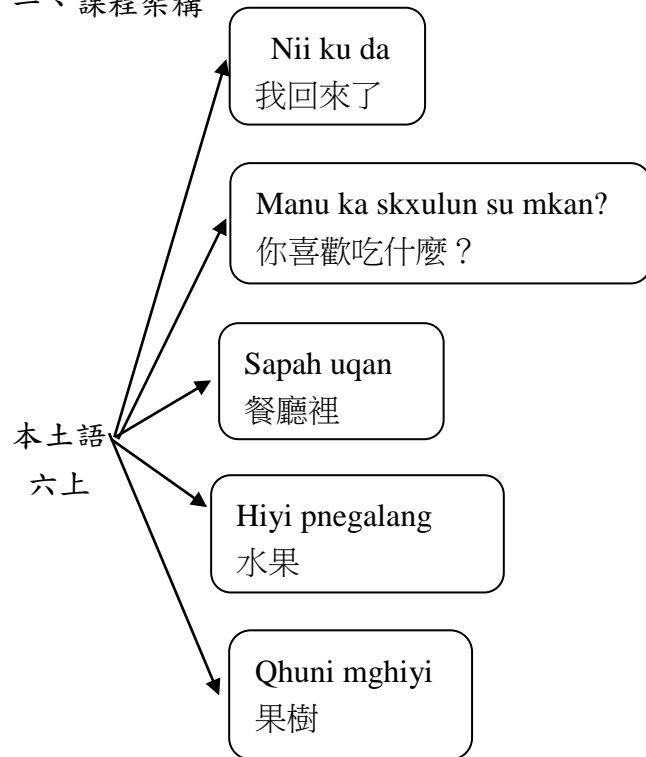 二、課程架構
Nii ku da
我回來了
Manu ka skxulun su mkan?
你喜歡吃什麼？
Sapah uqan
餐廳裡
本土語
六上
Hiyi pnegalang
水果
Qhuni mghiyi
果樹